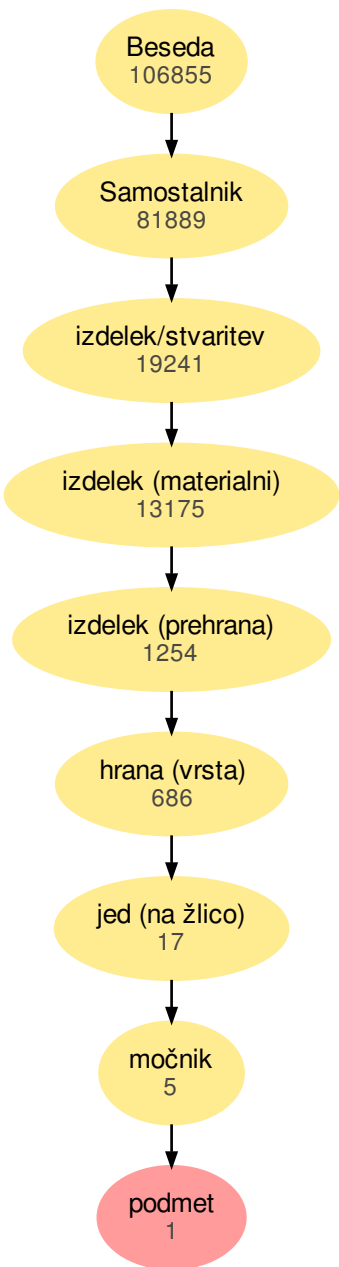 Beseda
106855
Samostalnik
81889
izdelek/stvaritev
19241
izdelek (materialni)
13175
izdelek (prehrana)
1254
hrana (vrsta)
686
jed (na žlico)
17
močnik
5
podmet
1